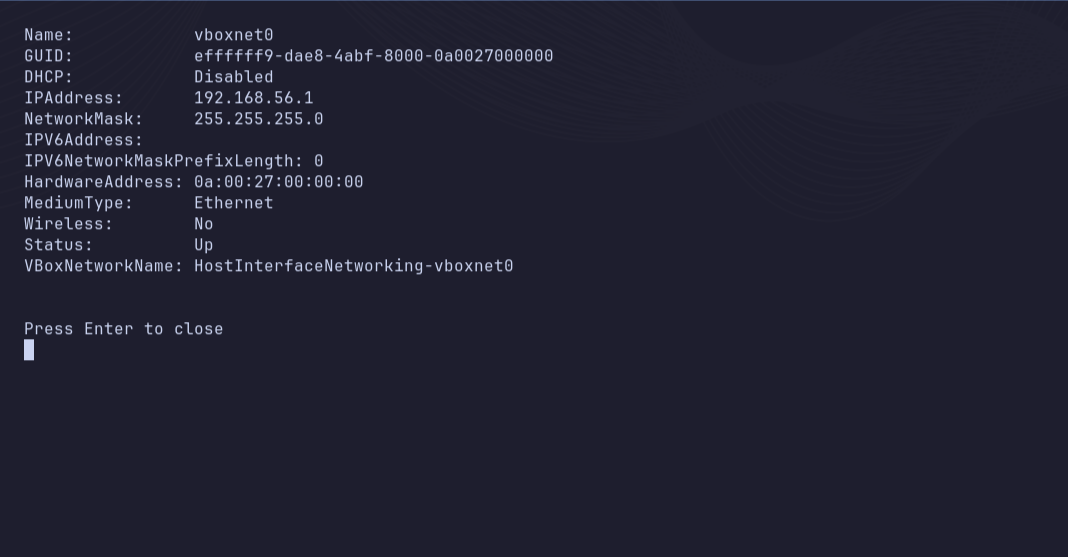 Name:            vboxnet0
GUID:            effffff9-dae8-4abf-8000-0a0027000000
DHCP:            Disabled
IPAddress:       192.168.56.1
NetworkMask:     255.255.255.0
IPV6Address:
IPV6NetworkMaskPrefixLength: 0
HardwareAddress: 0a:00:27:00:00:00
MediumType:      Ethernet
Wireless:        No
Status:          Up
VBoxNetworkName: HostInterfaceNetworking-vboxnet0
Press Enter to close